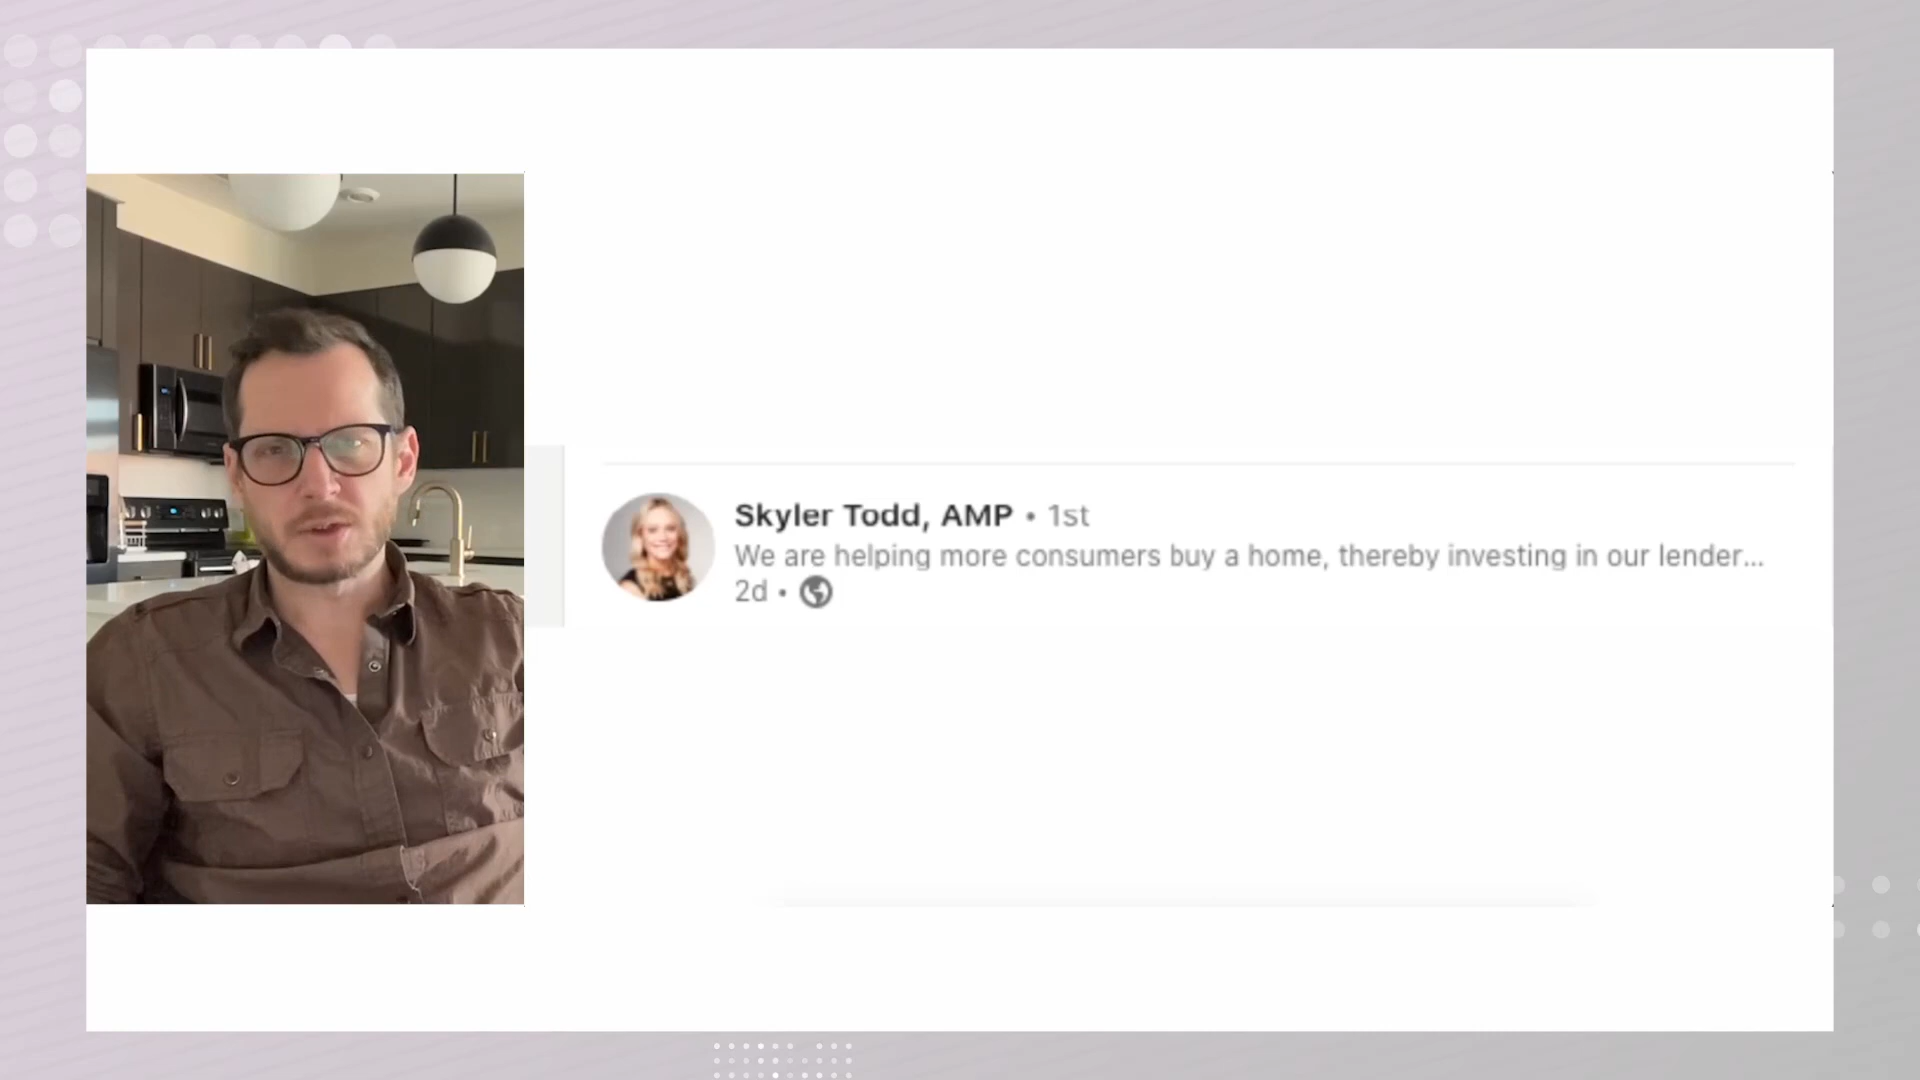 Skyler Todd, AMP • 1st
We are helping more consumers buy a home, thereby investing in our lender...
2d •